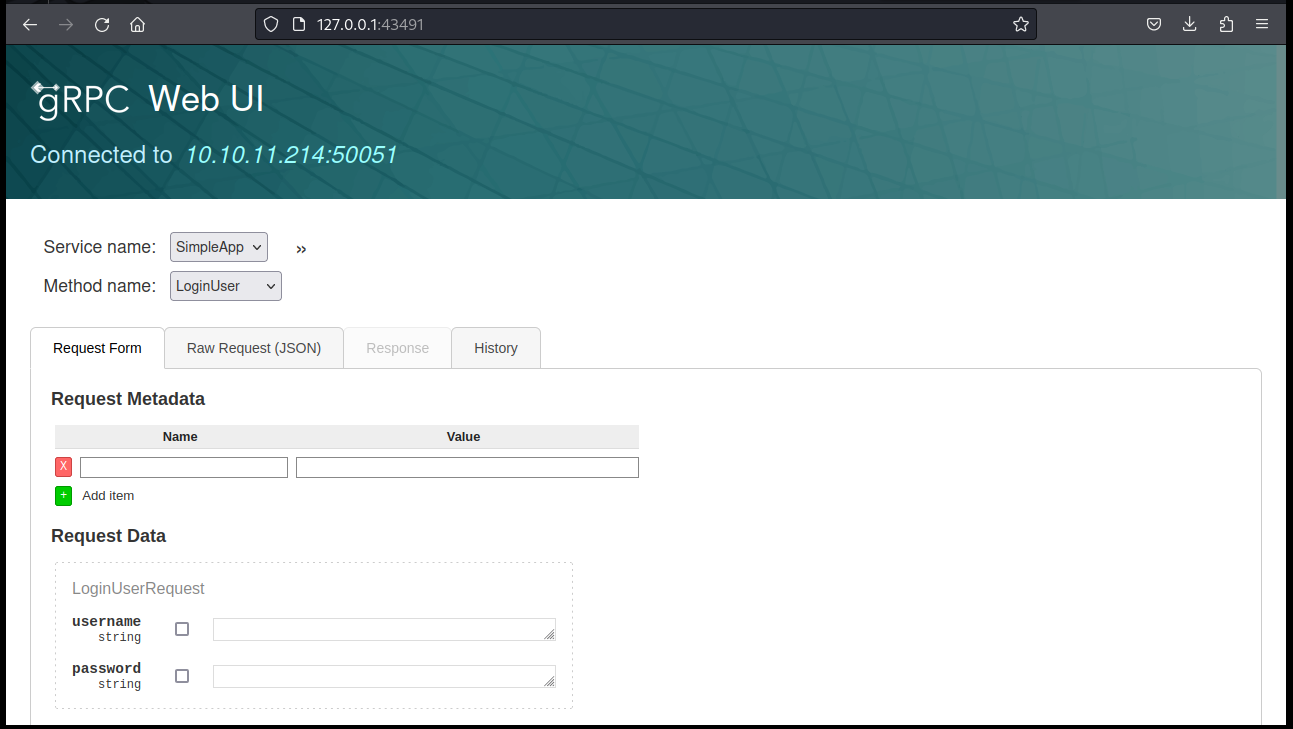 127.0.0.1:43491
gRPC Web UI
Connected to 10.10.11.214:50051
Service name: SimpleApp »
Method name: LoginUser
Request Form Raw Request (JSON) Response History
Request Metadata
Name Value
X
+ Add item
Request Data
LoginUserRequest
username
string
password
string